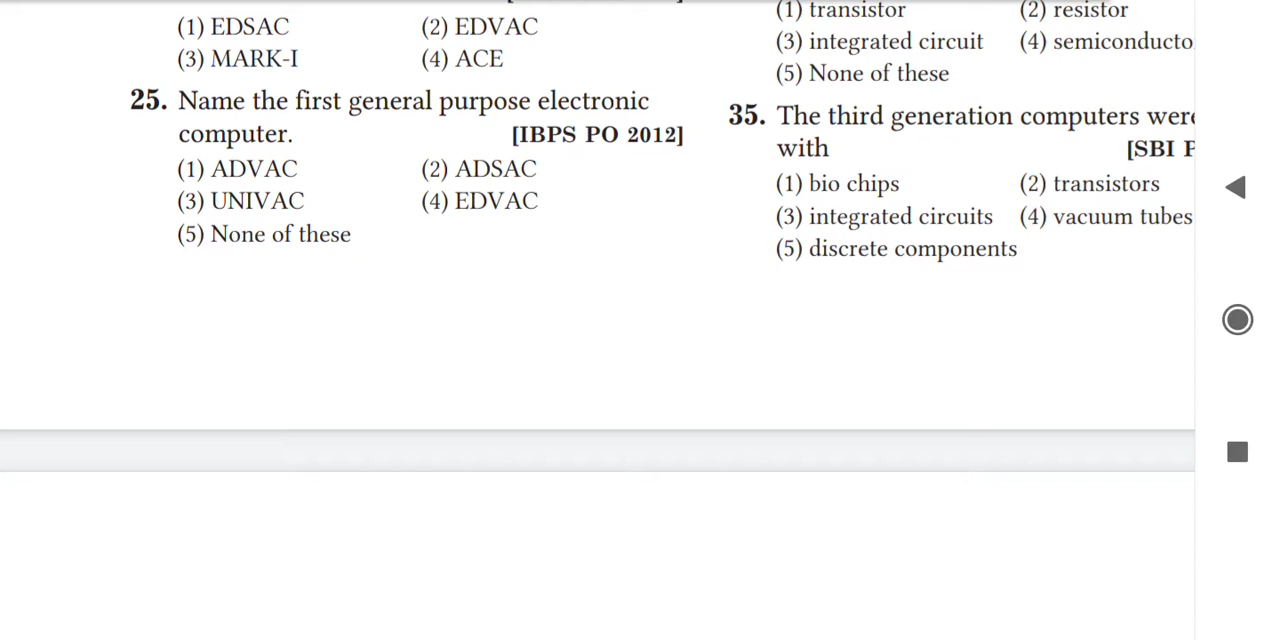 (1) EDSAC (2) EDVAC
(3) MARK-I (4) ACE
25. Name the first general purpose electronic
computer. [IBPS PO 2012]
(1) ADVAC (2) ADSAC
(3) UNIVAC (4) EDVAC
(5) None of these
(1) transistor (2) resistor
(3) integrated circuit (4) semiconducto
(5) None of these
35. The third generation computers were
with [SBI P
(1) bio chips (2) transistors
(3) integrated circuits (4) vacuum tubes
(5) discrete components